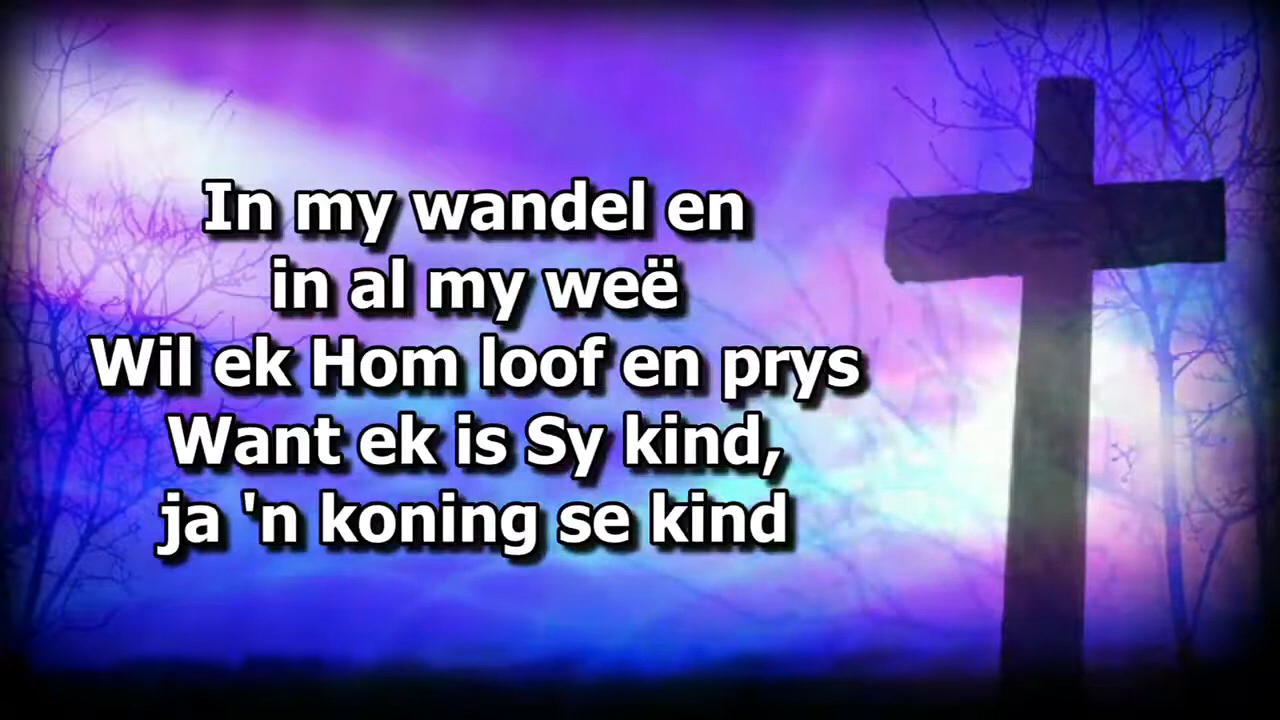 In my wandel en
in al my weë
Wil ek Hom loof en prys
Want ek is Sy kind,
ja 'n koning se kind